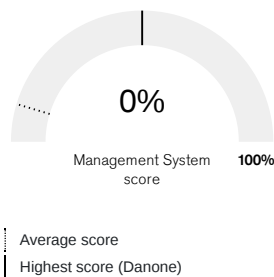 0%
Management System
score
100%
Average score
Highest score (Danone)